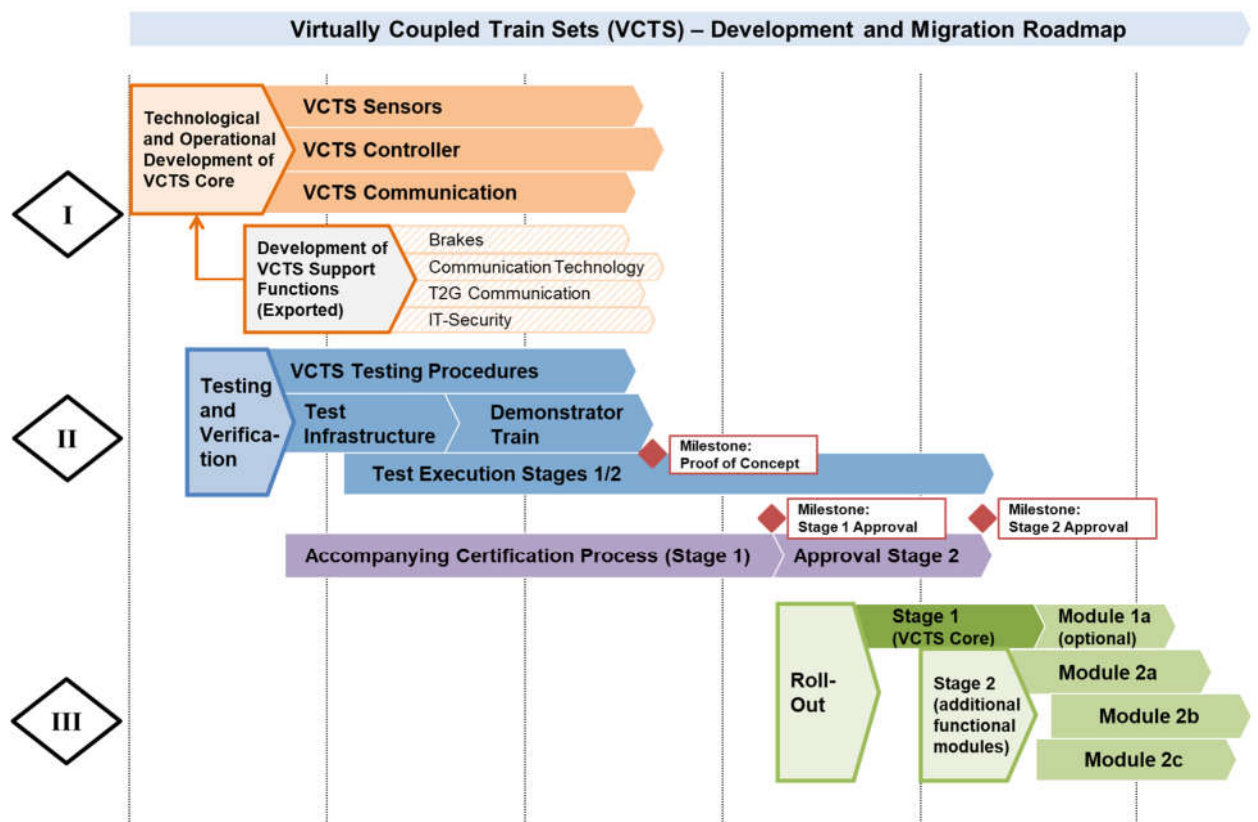 Virtually Coupled Train Sets (VCTS) – Development and Migration Roadmap
I
Technological
and Operational
Development of
VCTS Core
VCTS Sensors
VCTS Controller
VCTS Communication
Development of
VCTS Support
Functions
(Exported)
Brakes
Communication Technology
T2G Communication
IT-Security
II
Testing
and
Verifica-
tion
VCTS Testing Procedures
Test
Infrastructure
Demonstrator
Train
Milestone:
Proof of Concept
Test Execution Stages 1/2
Milestone:
Stage 1 Approval
Milestone:
Stage 2 Approval
Accompanying Certification Process (Stage 1)
Approval Stage 2
III
Roll-
Out
Stage 1
(VCTS Core)
Module 1a
(optional)
Stage 2
(additional
functional
modules)
Module 2a
Module 2b
Module 2c